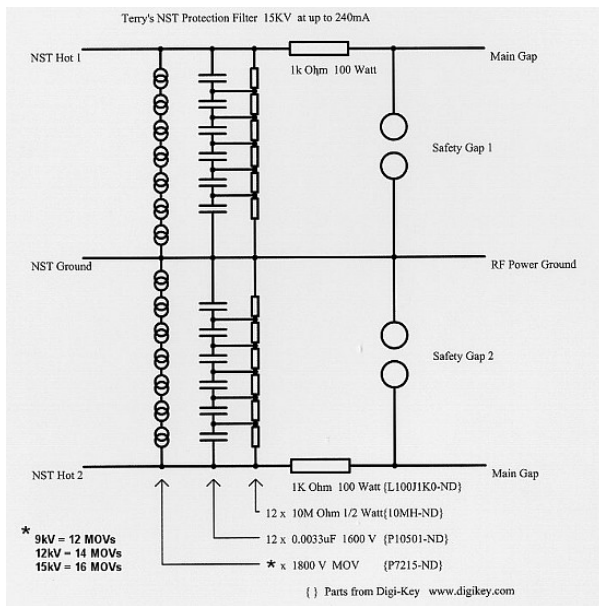 Terry's NST Protection Filter 15KV at up to 240mA
NST Hot 1
1k Ohm 100 Watt
Main Gap
Safety Gap 1
NST Ground
RF Power Ground
Safety Gap 2
NST Hot 2
Main Gap
1K Ohm 100 Watt {L100J1K0-ND}
12 x 10M Ohm 1/2 Watt {10MH-ND}
12 x 0.0033uF 1600 V {P10501-ND}
* x 1800 V MOV {P7215-ND}
* 9kV = 12 MOVs
12kV = 14 MOVs
15kV = 16 MOVs
{ } Parts from Digi-Key www.digikey.com